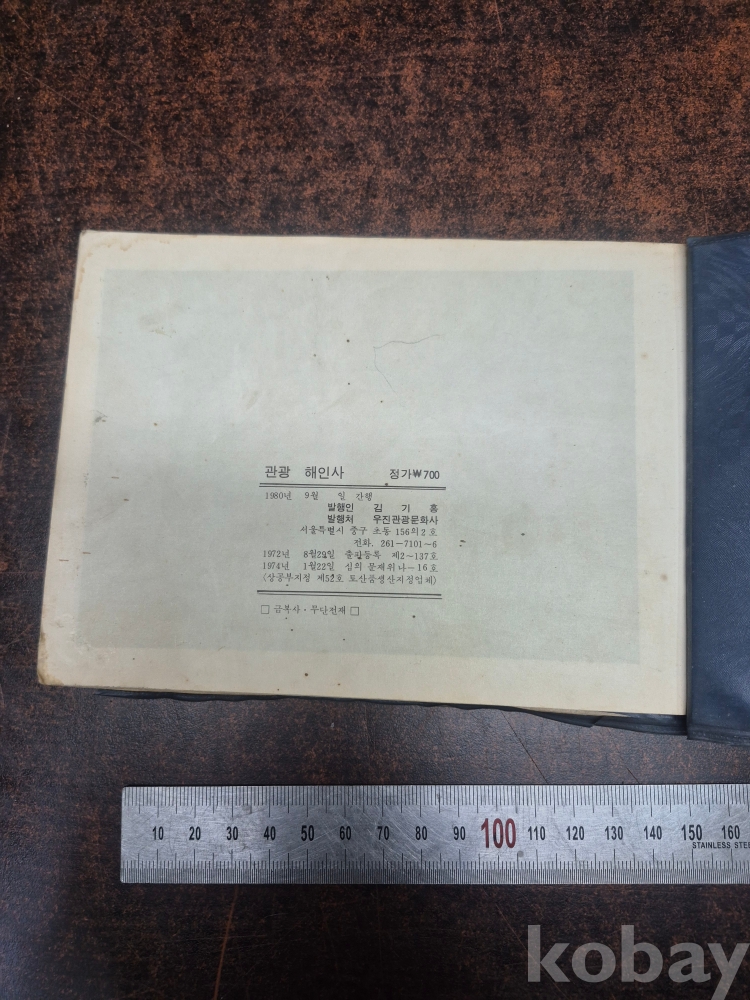 관광 해인사 정가₩700
1980년 9월 일 간행
발행인 김 기 홍
발행처 우진관광문화사
서울특별시 중구 초동 156의 2호
전화. 261-7101~6
1972년 8월 29일 출판등록 제2~137호
1974년 1월 22일 심의 문재위 나-16호
(상공부지정 제52호 토산품생산지정업체)
□ 금복사·무단전재 □
10 20 30 40 50 60 70 80 90 100 110 120 130 140 150 160
STAINLESS STEE
kobay